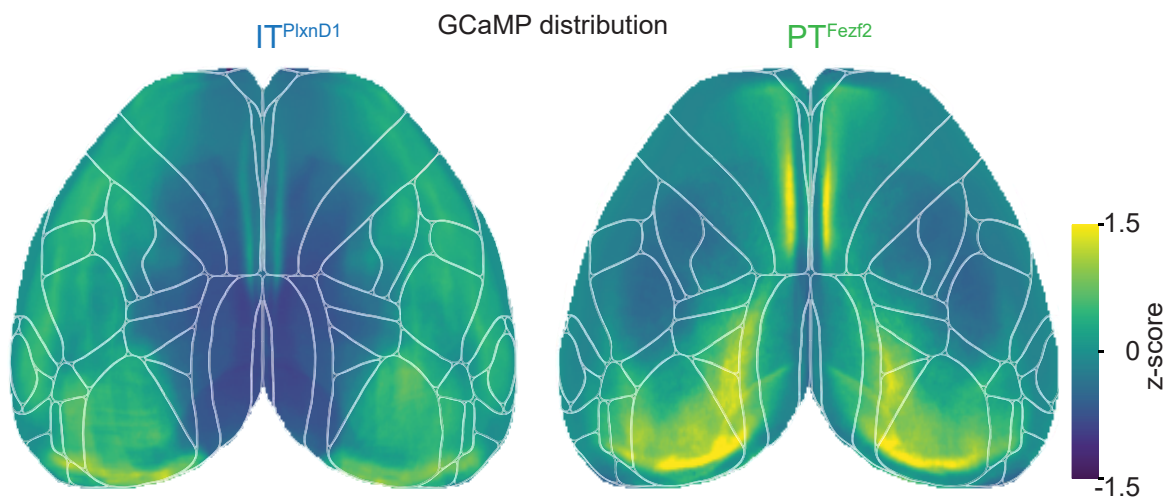 GCaMP distribution
IT^PlxnD1
PT^Fezf2
1.5
0
-1.5
z-score